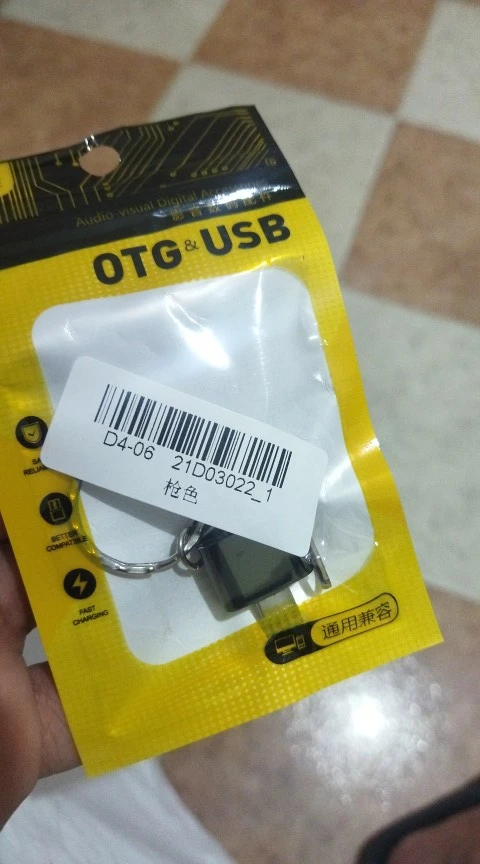 Audio-visual Digital
影音数码配件
OTG & USB
D4-06 21D03022_1
枪色
BETTER
COMPATIBLE
FAST
CHARGING
通用兼容